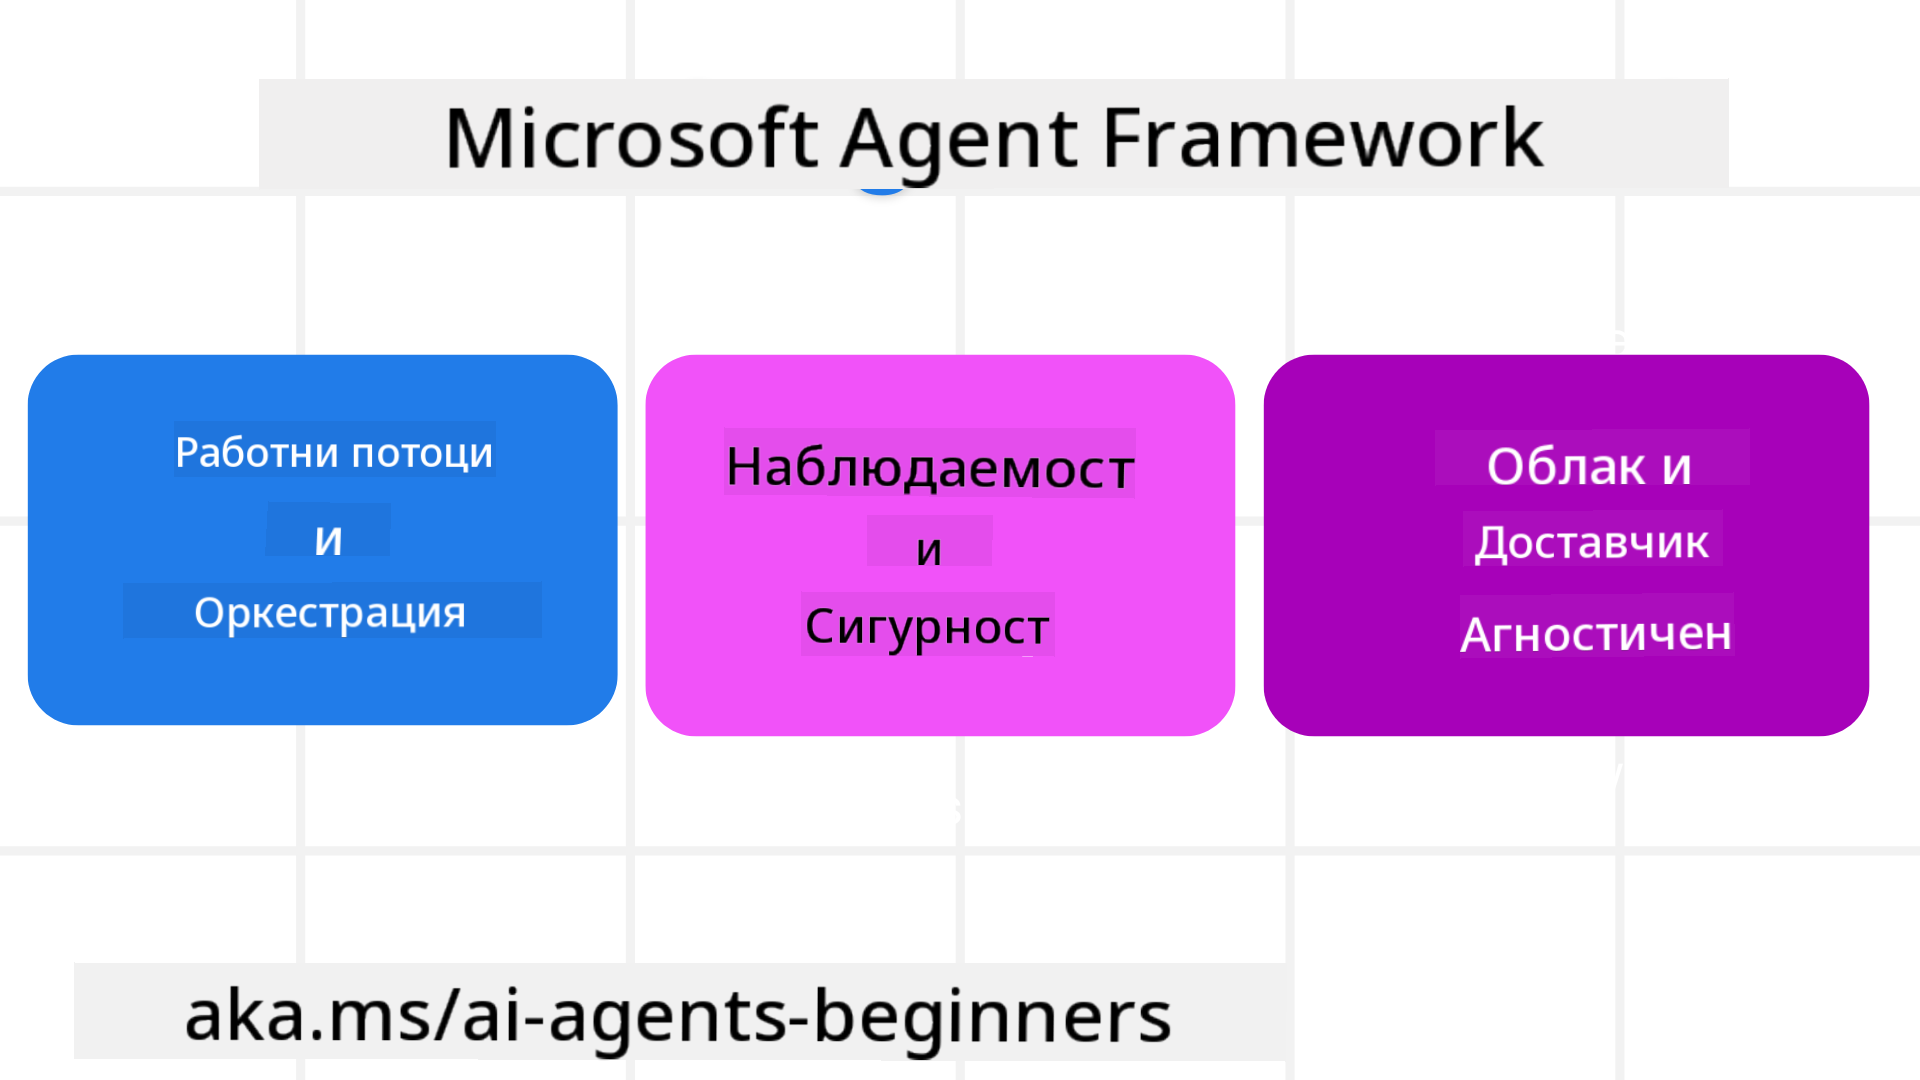 Microsoft Agent Framework
Работни потоци
и
Оркестрация
Наблюдаемост
и
Сигурност
Облак и
Доставчик
Агностичен
aka.ms/ai-agents-beginners